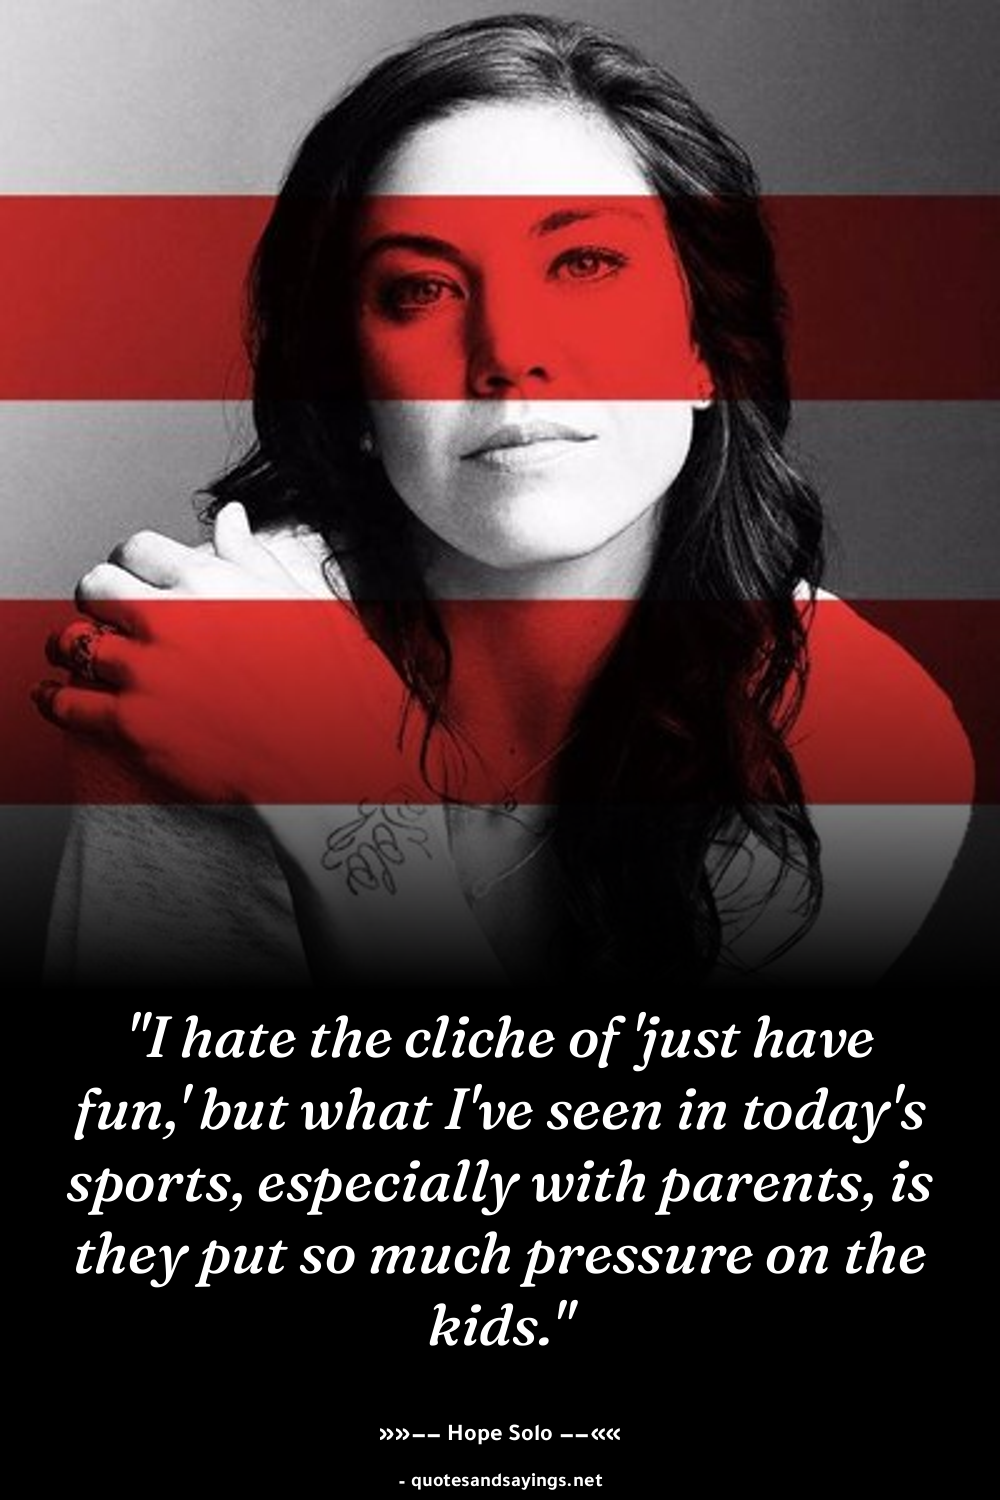 "I hate the cliche of 'just have
fun,' but what I've seen in today's
sports, especially with parents, is
they put so much pressure on the
kids."
»»–– Hope Solo ––««
- quotesandsayings.net